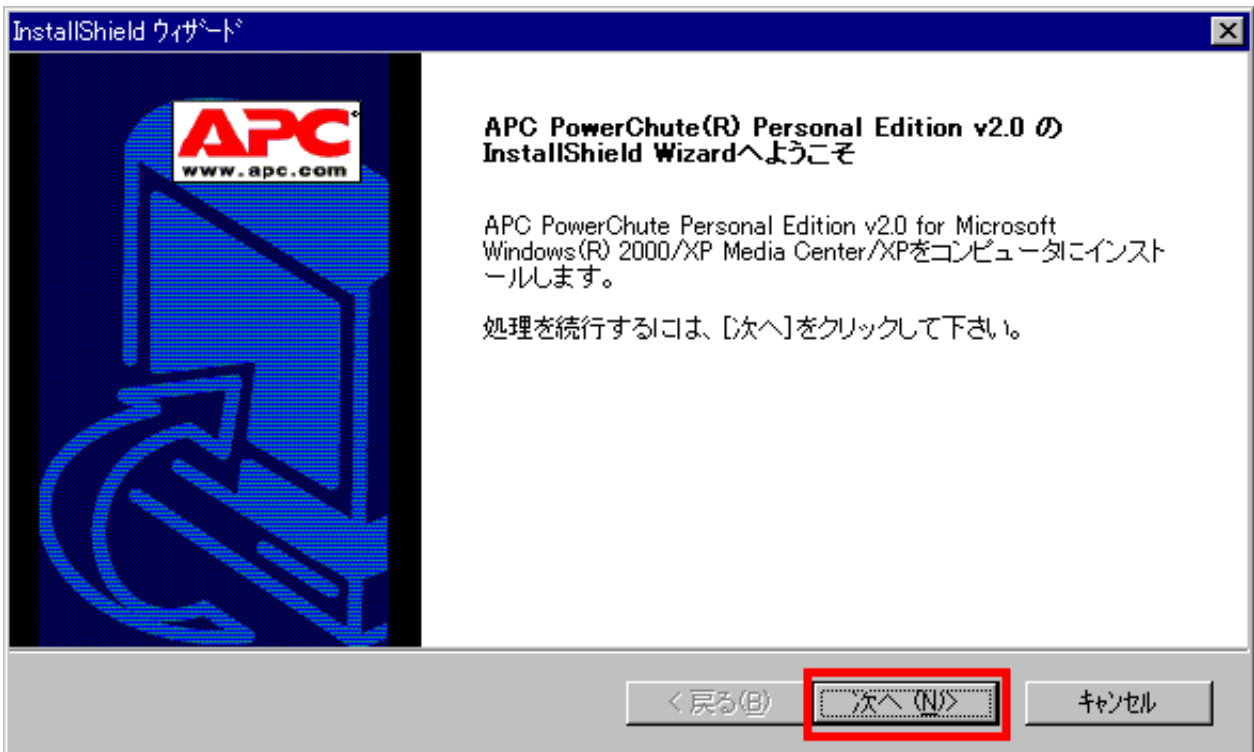 InstallShield ウィザード
APC
www.apc.com
APC PowerChute(R) Personal Edition v2.0 の
InstallShield Wizardへようこそ
APC PowerChute Personal Edition v2.0 for Microsoft
Windows(R) 2000/XP Media Center/XPをコンピュータにインスト
ールします。
処理を続行するには、[次へ]をクリックして下さい。
< 戻る(B)
次へ (N)>
キャンセル